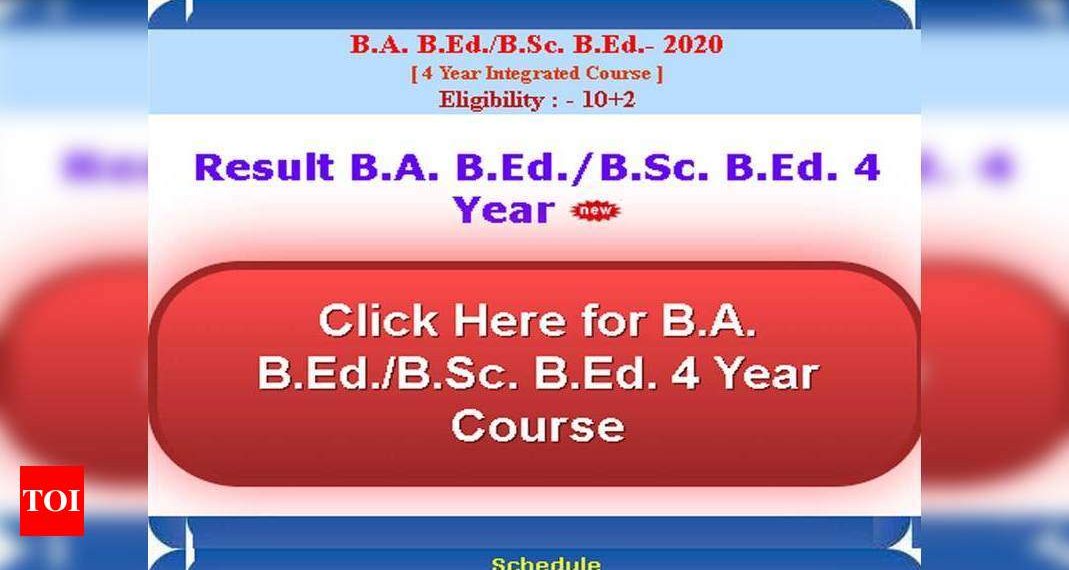 B.A. B.Ed./B.Sc. B.Ed.- 2020
[ 4 Year Integrated Course ]
Eligibility : - 10+2
Result B.A. B.Ed./B.Sc. B.Ed. 4
Year new
Click Here for B.A.
B.Ed./B.Sc. B.Ed. 4 Year
Course
TOI
Schedule